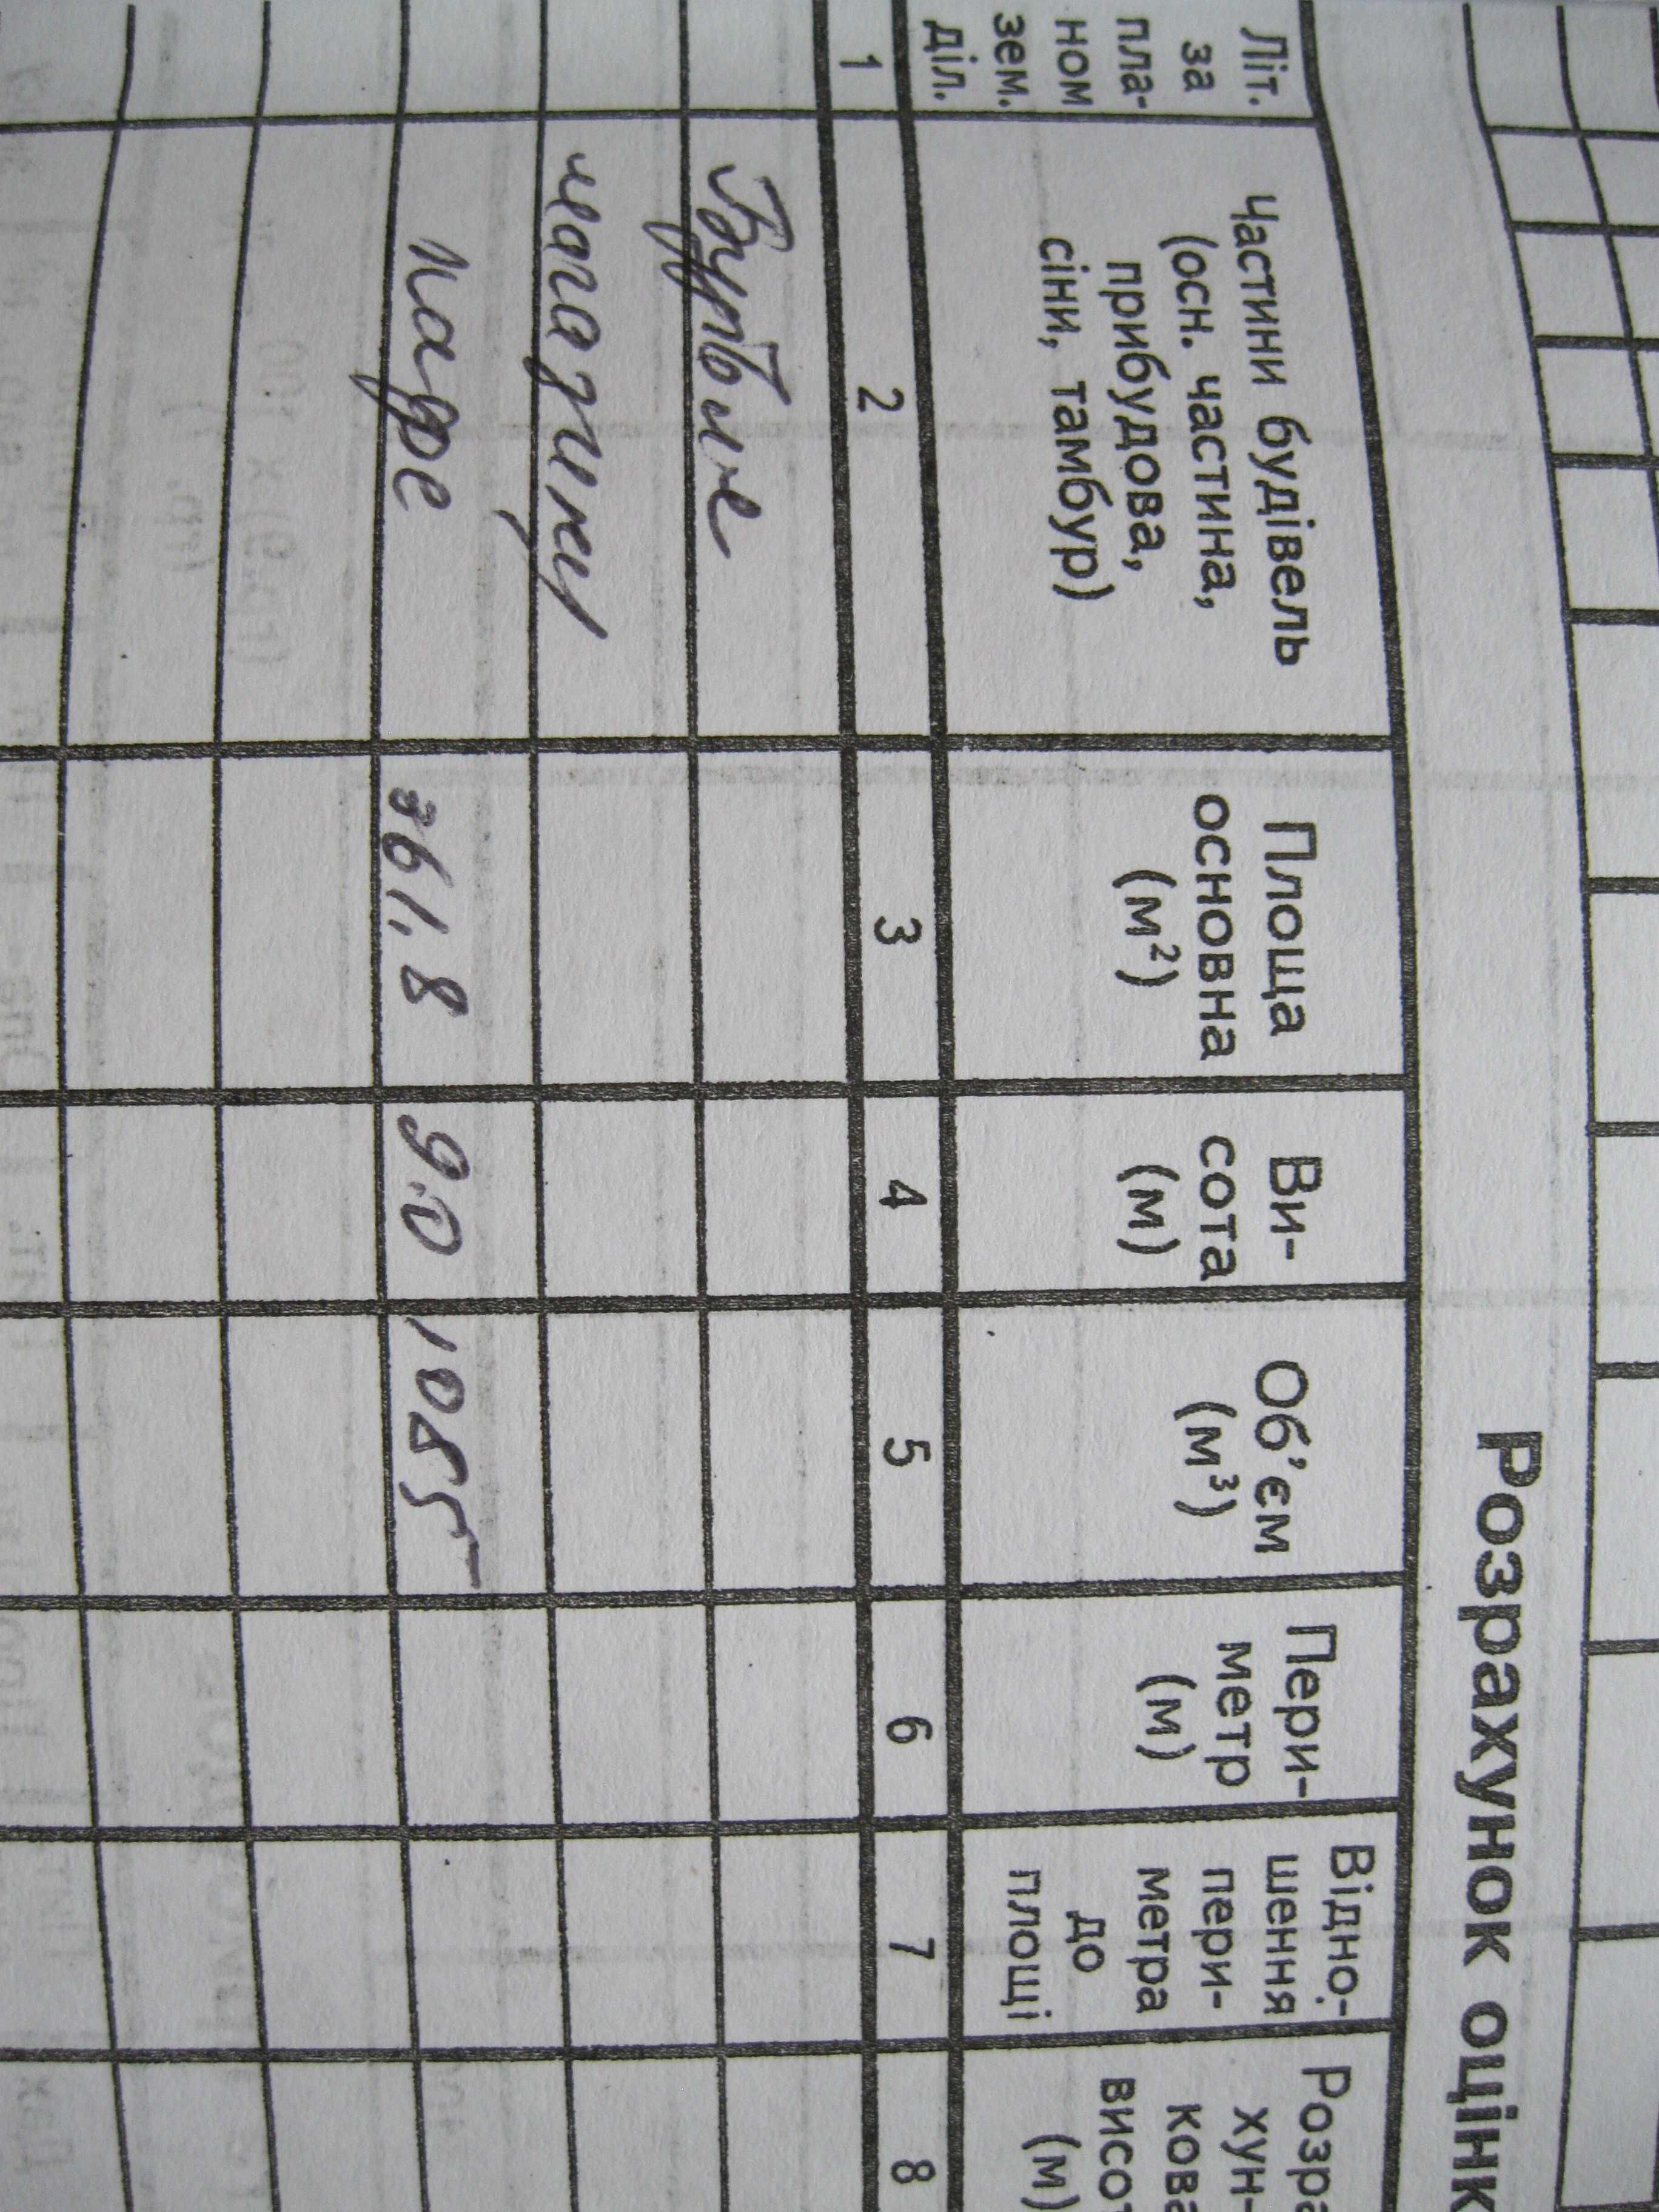 Розрахунок оцінк
Літ.
за
пла-
ном
зем.
діл.
Частини будівель
(осн. частина,
прибудова,
сіни, тамбур)
Площа
основна
(м²)
Ви-
сота
(м)
Об'єм
(м³)
Пери-
метр
(м)
Відно-
шення
пери-
метра
до
площі
Розра
хун-
кова
висот
(м)
1 2 3 4 5 6 7 8
магазину
кафе 361.8 9.0 1085